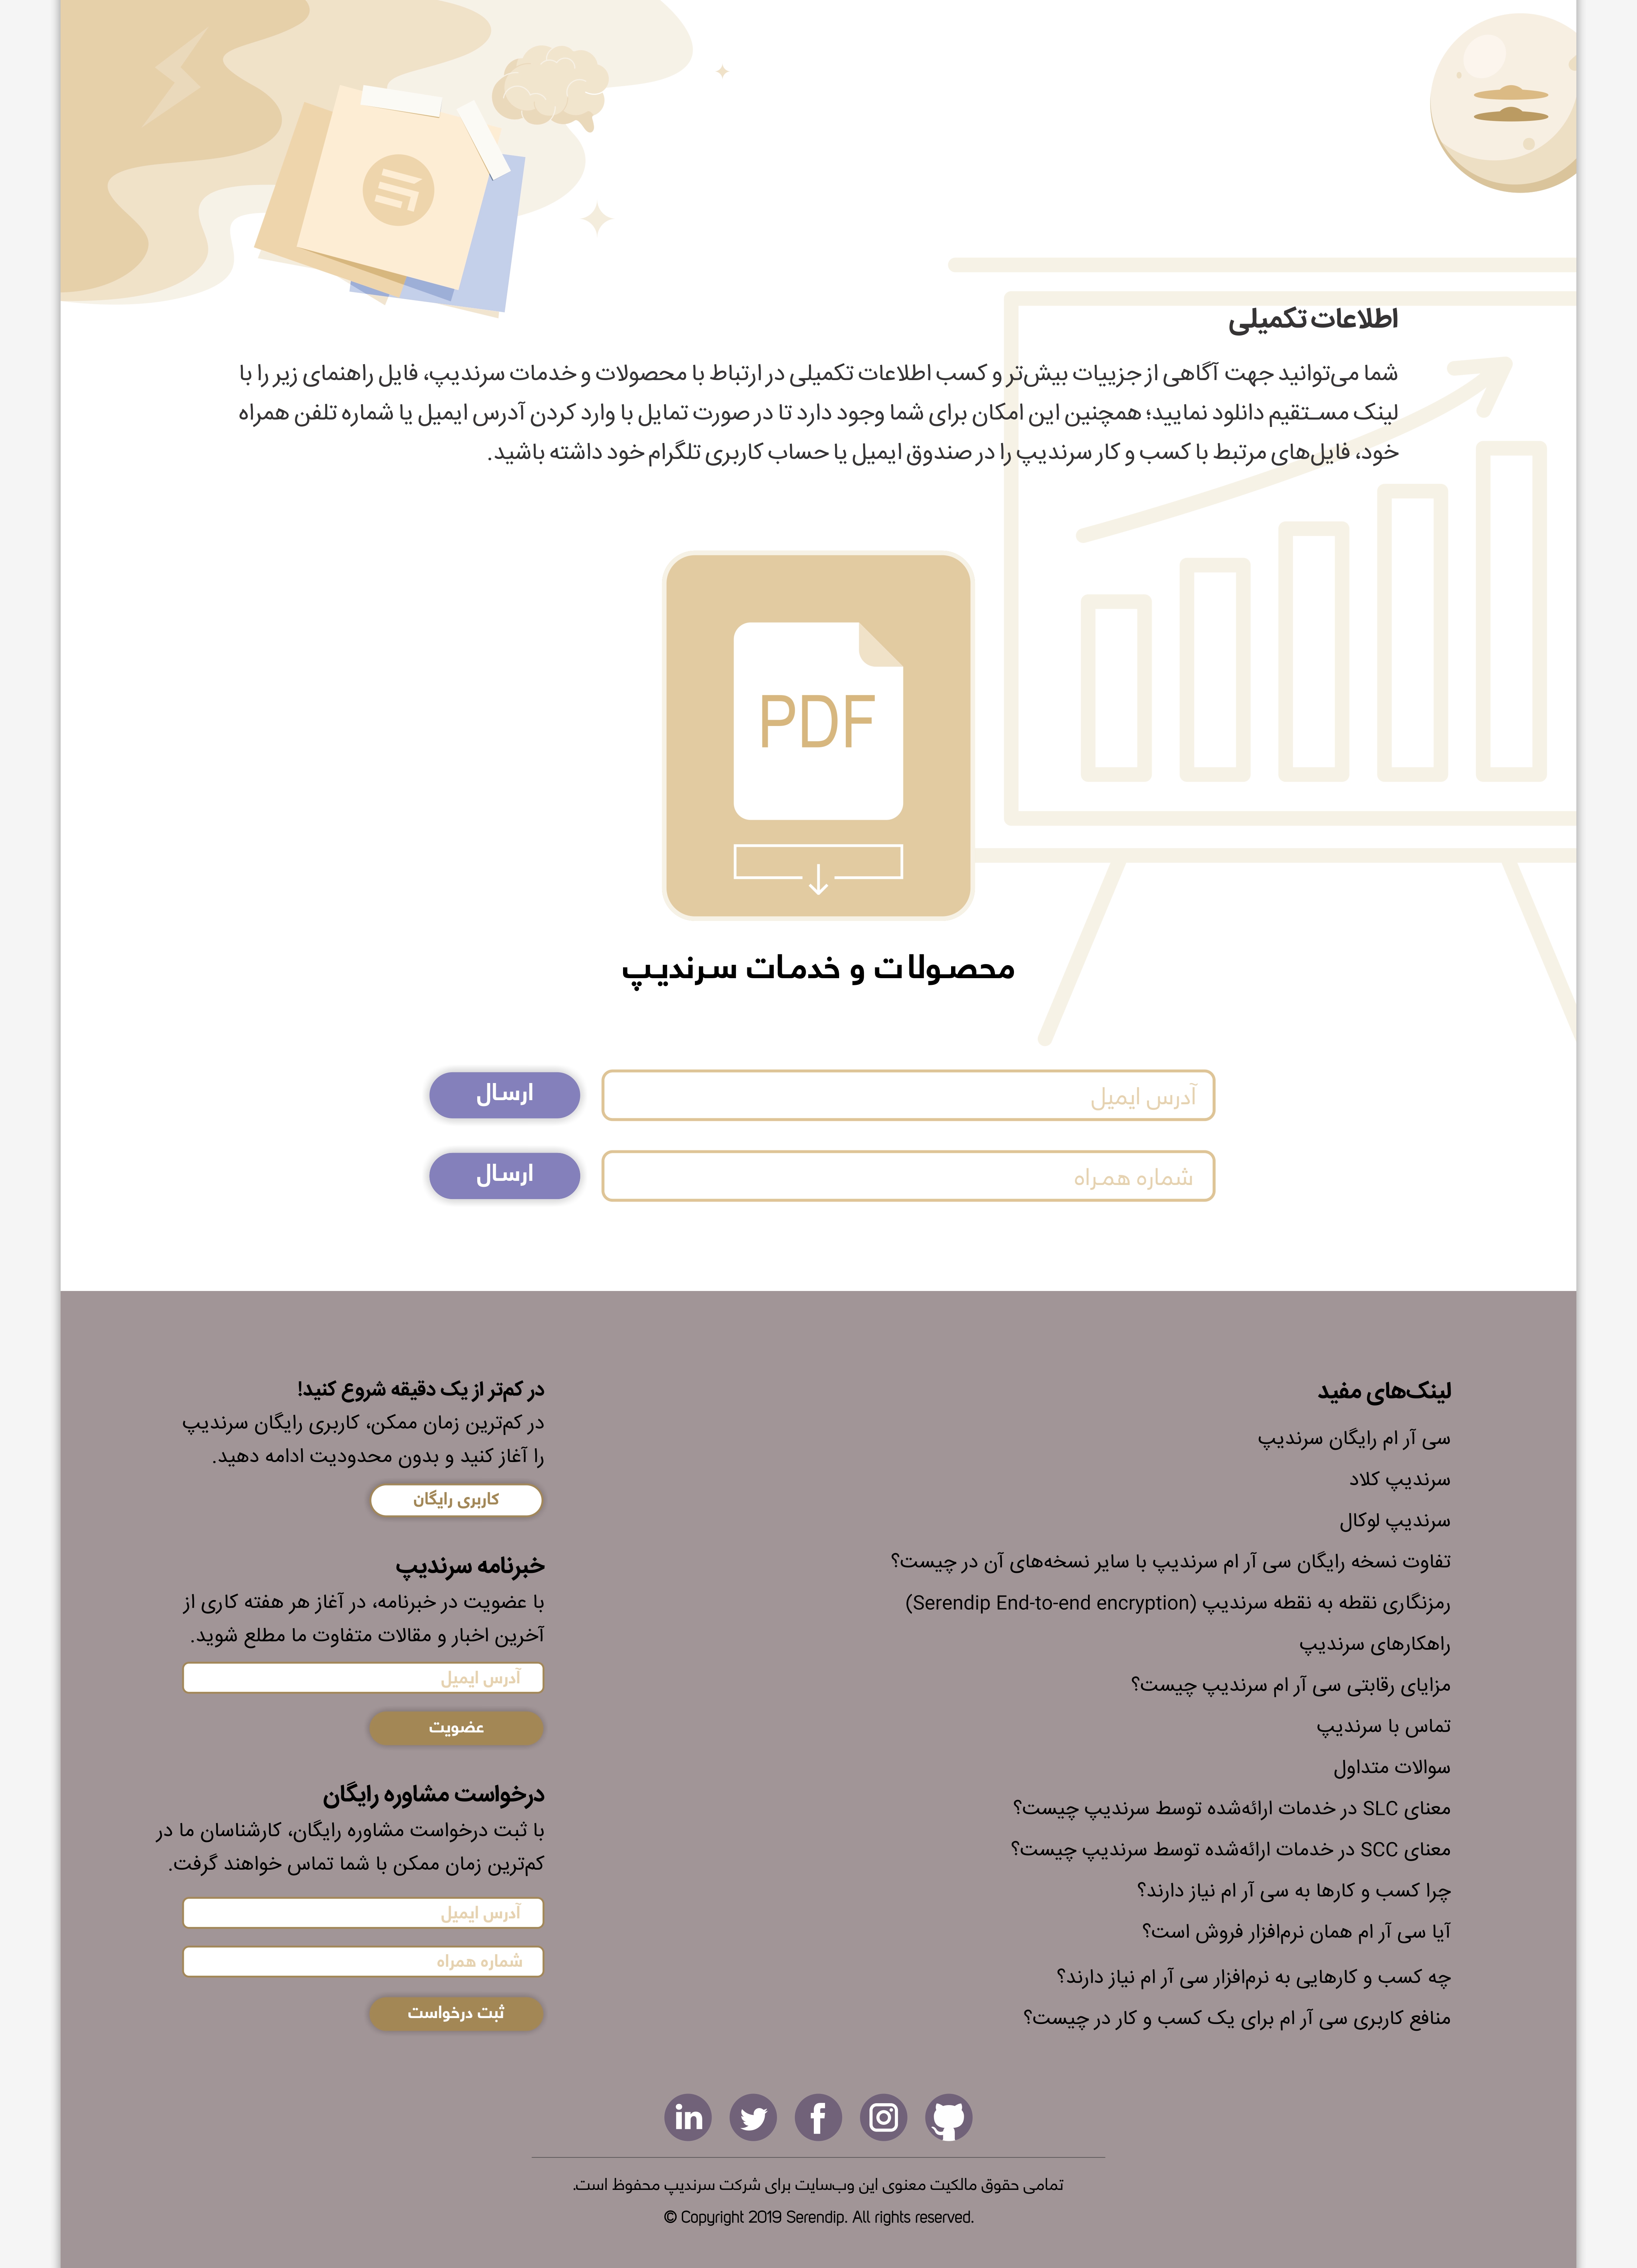 اطلاعات تکمیلی
شما می‌توانید جهت آگاهی از جزییات بیش‌تر و کسب اطلاعات تکمیلی در ارتباط با محصولات و خدمات سرندیپ، فایل راهنمای زیر را با
لینک مستقیم دانلود نمایید؛ همچنین این امکان برای شما وجود دارد تا در صورت تمایل با وارد کردن آدرس ایمیل یا شماره تلفن همراه
خود، فایل‌های مرتبط با کسب و کار سرندیپ را در صندوق ایمیل یا حساب کاربری تلگرام خود داشته باشید.
PDF
محصولات و خدمات سرندیپ
آدرس ایمیل
ارسال
شماره همراه
ارسال
لینک‌های مفید
سی آر ام رایگان سرندیپ
سرندیپ کلاد
سرندیپ لوکال
تفاوت نسخه رایگان سی آر ام سرندیپ با سایر نسخه‌های آن در چیست؟
رمزنگاری نقطه به نقطه سرندیپ (Serendip End-to-end encryption)
راهکارهای سرندیپ
مزایای رقابتی سی آر ام سرندیپ چیست؟
تماس با سرندیپ
سوالات متداول
معنای SLC در خدمات ارائه‌شده توسط سرندیپ چیست؟
معنای SCC در خدمات ارائه‌شده توسط سرندیپ چیست؟
چرا کسب و کارها به سی آر ام نیاز دارند؟
آیا سی آر ام همان نرم‌افزار فروش است؟
چه کسب و کارهایی به نرم‌افزار سی آر ام نیاز دارند؟
منافع کاربری سی آر ام برای یک کسب و کار در چیست؟
در کم‌تر از یک دقیقه شروع کنید!
در کم‌ترین زمان ممکن، کاربری رایگان سرندیپ
را آغاز کنید و بدون محدودیت ادامه دهید.
کاربری رایگان
خبرنامه سرندیپ
با عضویت در خبرنامه، در آغاز هر هفته کاری از
آخرین اخبار و مقالات متفاوت ما مطلع شوید.
آدرس ایمیل
عضویت
درخواست مشاوره رایگان
با ثبت درخواست مشاوره رایگان، کارشناسان ما در
کم‌ترین زمان ممکن با شما تماس خواهند گرفت.
آدرس ایمیل
شماره همراه
ثبت درخواست
تمامی حقوق مالکیت معنوی این وب‌سایت برای شرکت سرندیپ محفوظ است.
© Copyright 2019 Serendip. All rights reserved.